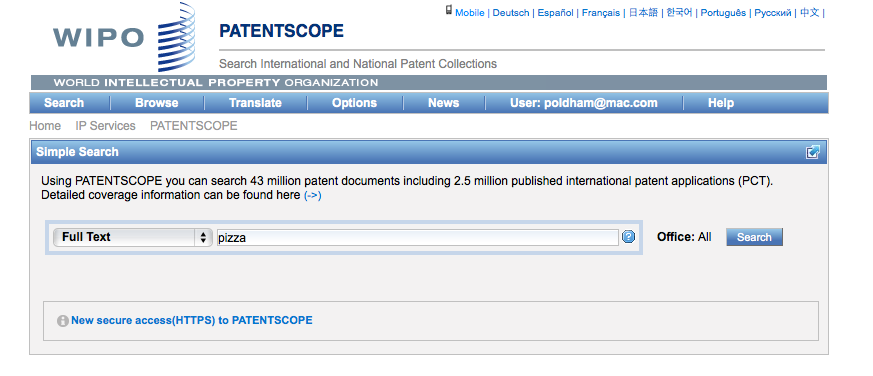 Mobile | Deutsch | Español | Français | 日本語 | 한국어 | Português | Русский | 中文 |
WIPO
PATENTSCOPE
Search International and National Patent Collections
WORLD INTELLECTUAL PROPERTY ORGANIZATION
Search Browse Translate Options News User: poldham@mac.com Help
Home IP Services PATENTSCOPE
Simple Search
Using PATENTSCOPE you can search 43 million patent documents including 2.5 million published international patent applications (PCT).
Detailed coverage information can be found here (->)
Full Text pizza ? Office: All Search
New secure access(HTTPS) to PATENTSCOPE